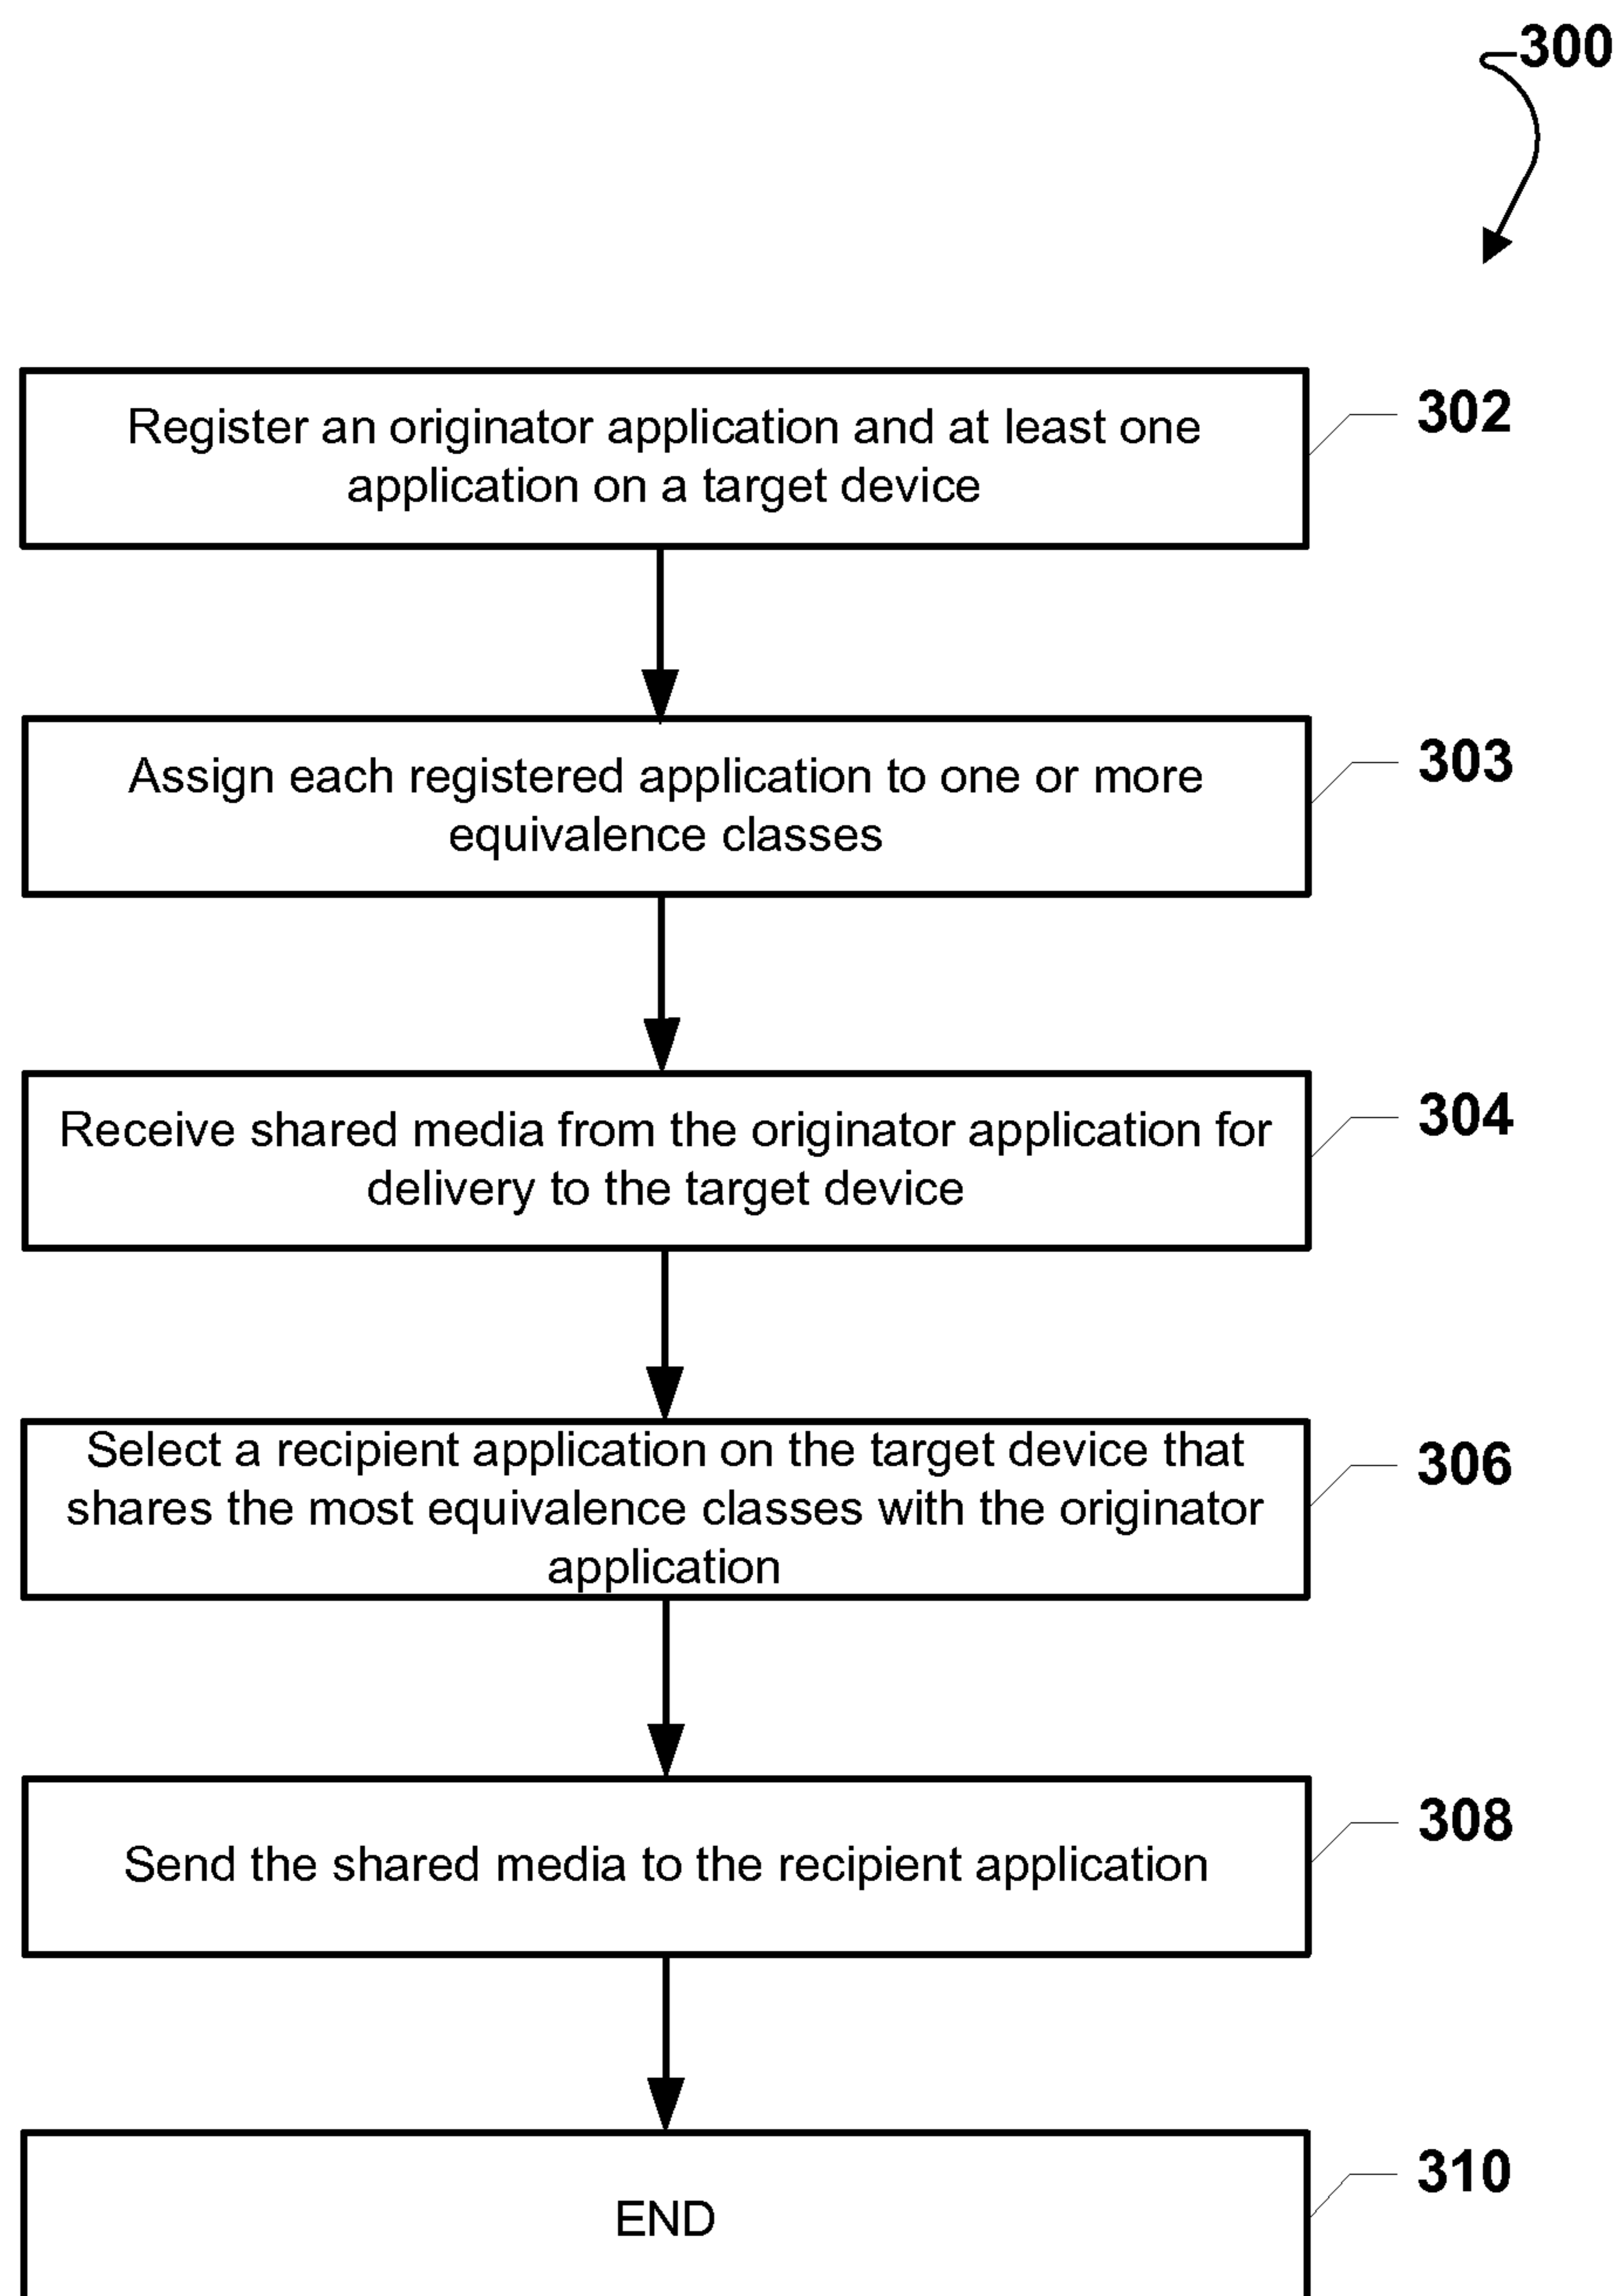 300
Register an originator application and at least one
application on a target device
302
Assign each registered application to one or more
equivalence classes
303
Receive shared media from the originator application for
delivery to the target device
304
Select a recipient application on the target device that
shares the most equivalence classes with the originator
application
306
Send the shared media to the recipient application
308
END
310